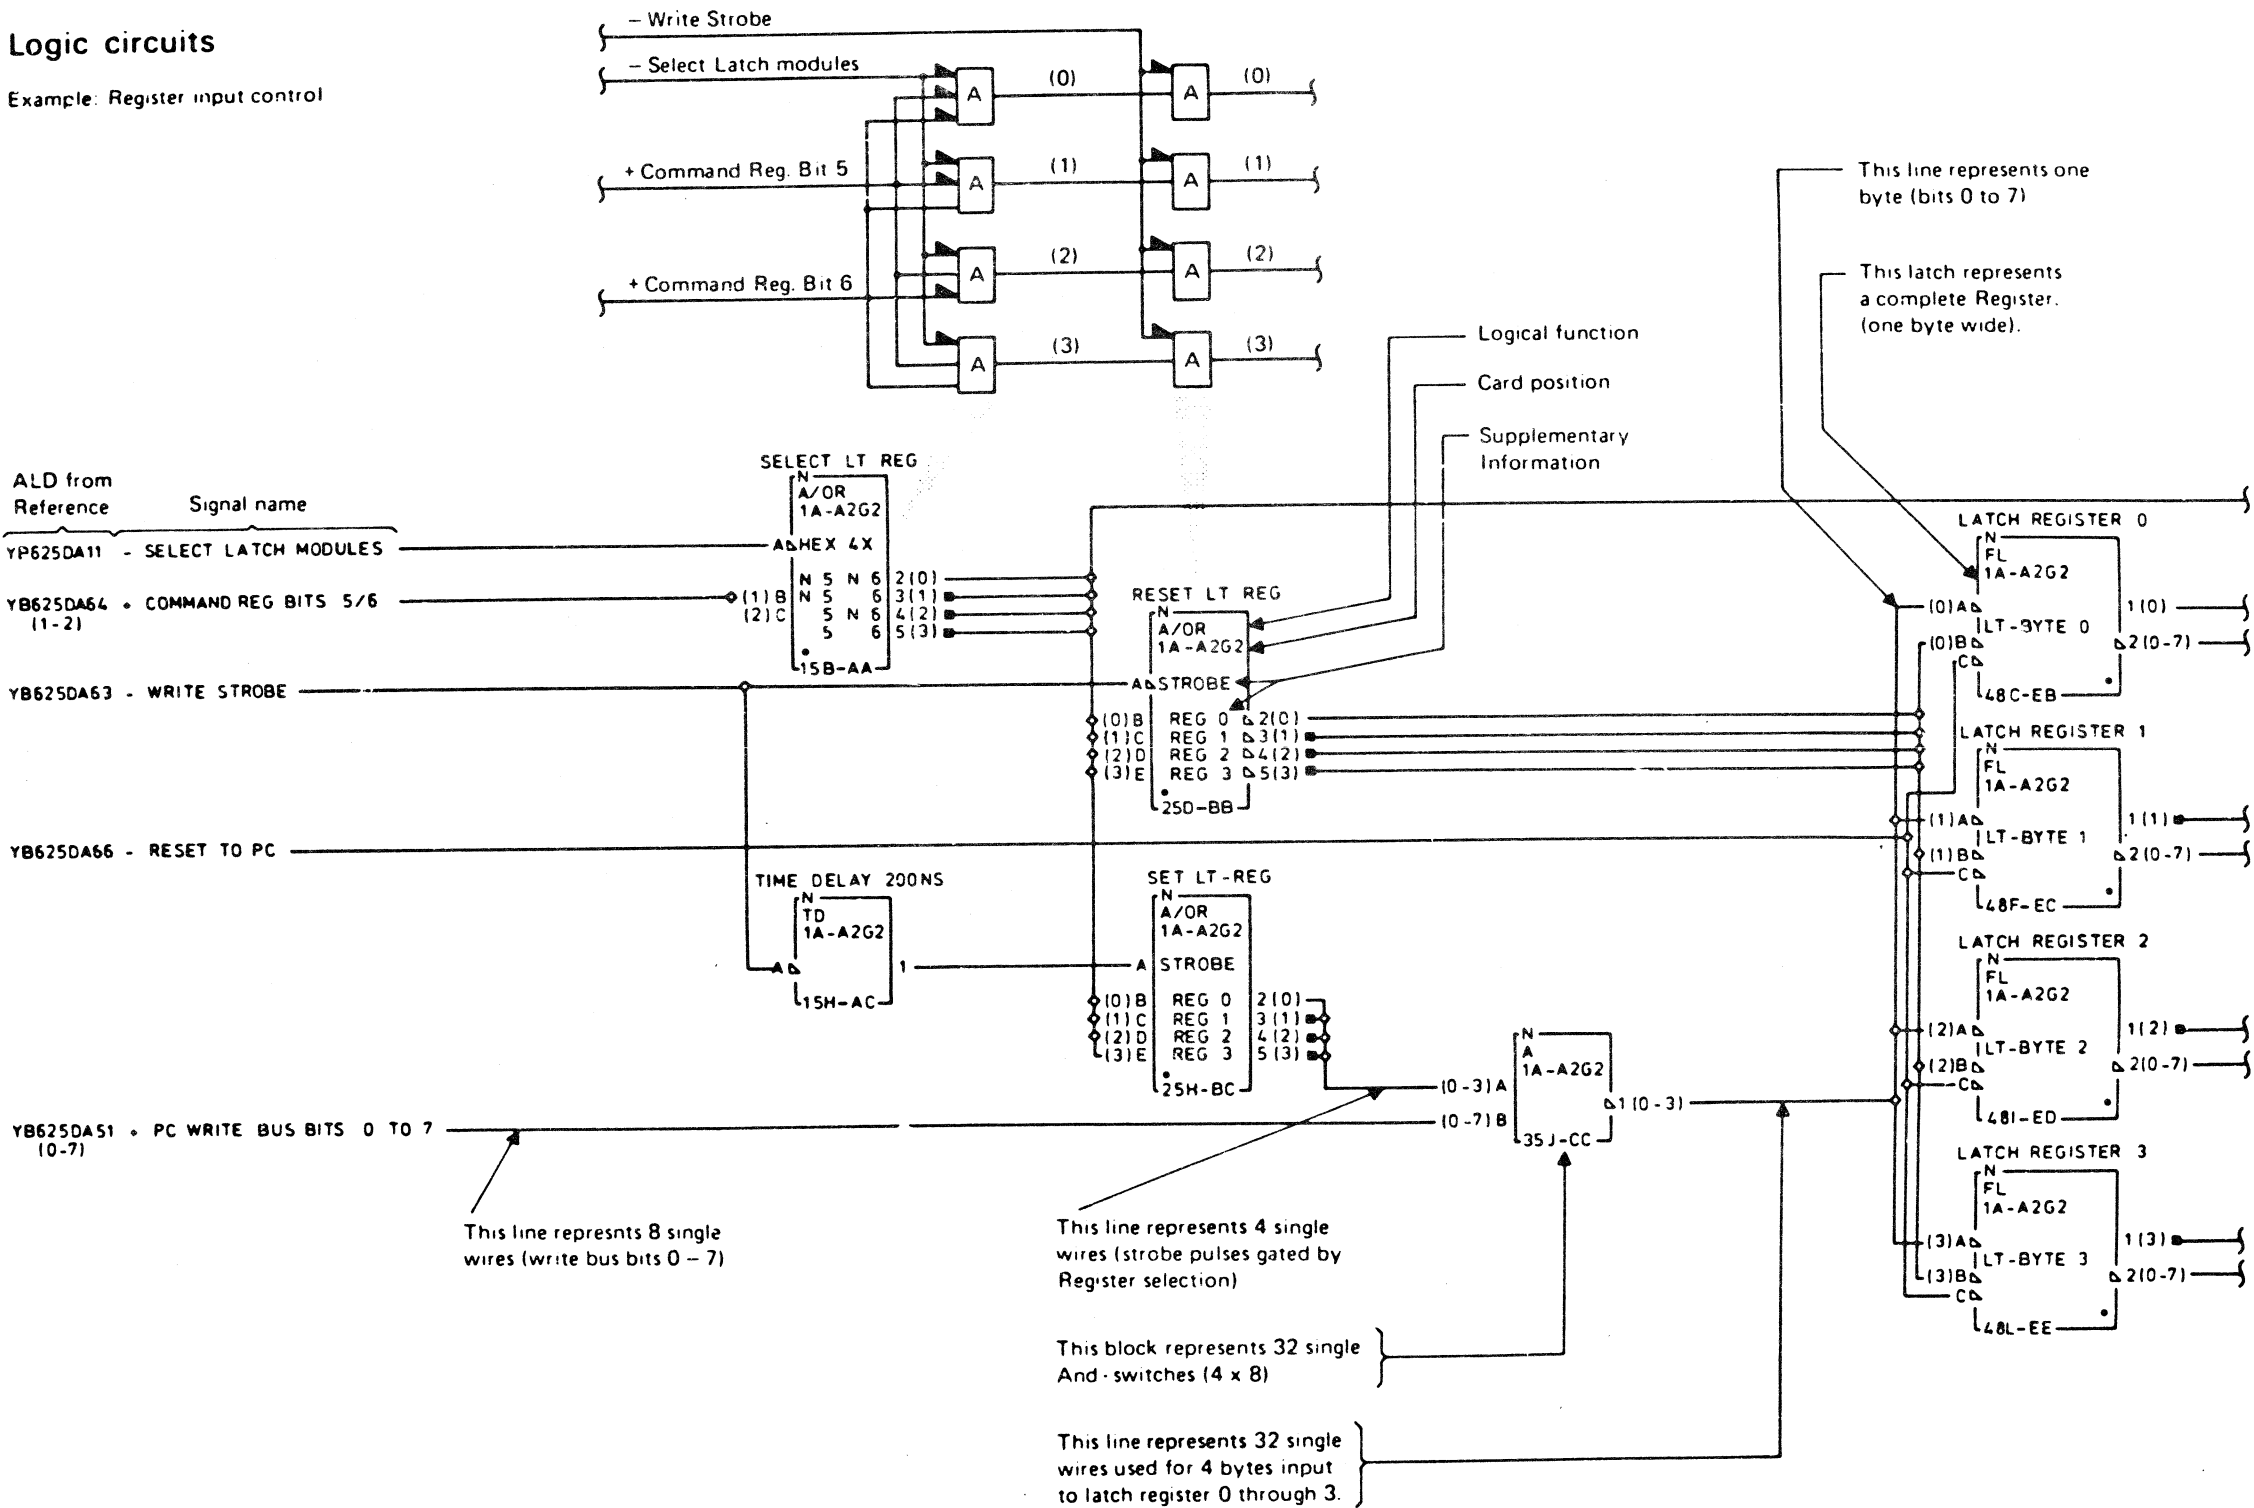 Logic circuits
Example: Register input control
– Write Strobe
– Select Latch modules
+ Command Reg. Bit 5
+ Command Reg. Bit 6
A
(0)
A
(0)
A
(1)
A
(1)
A
(2)
A
(2)
A
(3)
A
(3)
This line represents one
byte (bits 0 to 7)
This latch represents
a complete Register.
(one byte wide).
Logical function
Card position
Supplementary
Information
ALD from
Reference
Signal name
YP625DA11 - SELECT LATCH MODULES
YB625DA64 + COMMAND REG BITS 5/6
(1-2)
YB625DA63 - WRITE STROBE
YB625DA66 - RESET TO PC
YB625DA51 + PC WRITE BUS BITS 0 TO 7
(0-7)
SELECT LT REG
N
A/OR
1A-A2G2
A HEX 4X
N 5 N 6 2(0)
(1)B N 5 6 3(1)
(2)C 5 N 6 4(2)
5 6 5(3)
15B-AA
RESET LT REG
N
A/OR
1A-A2G2
A STROBE
(0)B REG 0 2(0)
(1)C REG 1 3(1)
(2)D REG 2 4(2)
(3)E REG 3 5(3)
25D-BB
TIME DELAY 200NS
N
TD
1A-A2G2
A 1
15H-AC
SET LT-REG
N
A/OR
1A-A2G2
A STROBE
(0)B REG 0 2(0)
(1)C REG 1 3(1)
(2)D REG 2 4(2)
(3)E REG 3 5(3)
25H-BC
N
A
1A-A2G2
(0-3)A
1(0-3)
(0-7)B
35J-CC
LATCH REGISTER 0
N
FL
1A-A2G2
(0)A 1(0)
LT-BYTE 0
(0)B 2(0-7)
C
48C-EB
LATCH REGISTER 1
N
FL
1A-A2G2
(1)A 1(1)
LT-BYTE 1
(1)B 2(0-7)
C
48F-EC
LATCH REGISTER 2
N
FL
1A-A2G2
(2)A 1(2)
LT-BYTE 2
(2)B 2(0-7)
C
48I-ED
LATCH REGISTER 3
N
FL
1A-A2G2
(3)A 1(3)
LT-BYTE 3
(3)B 2(0-7)
C
48L-EE
This line represnts 8 single
wires (write bus bits 0 – 7)
This line represents 4 single
wires (strobe pulses gated by
Register selection)
This block represents 32 single
And - switches (4 x 8)
This line represents 32 single
wires used for 4 bytes input
to latch register 0 through 3.